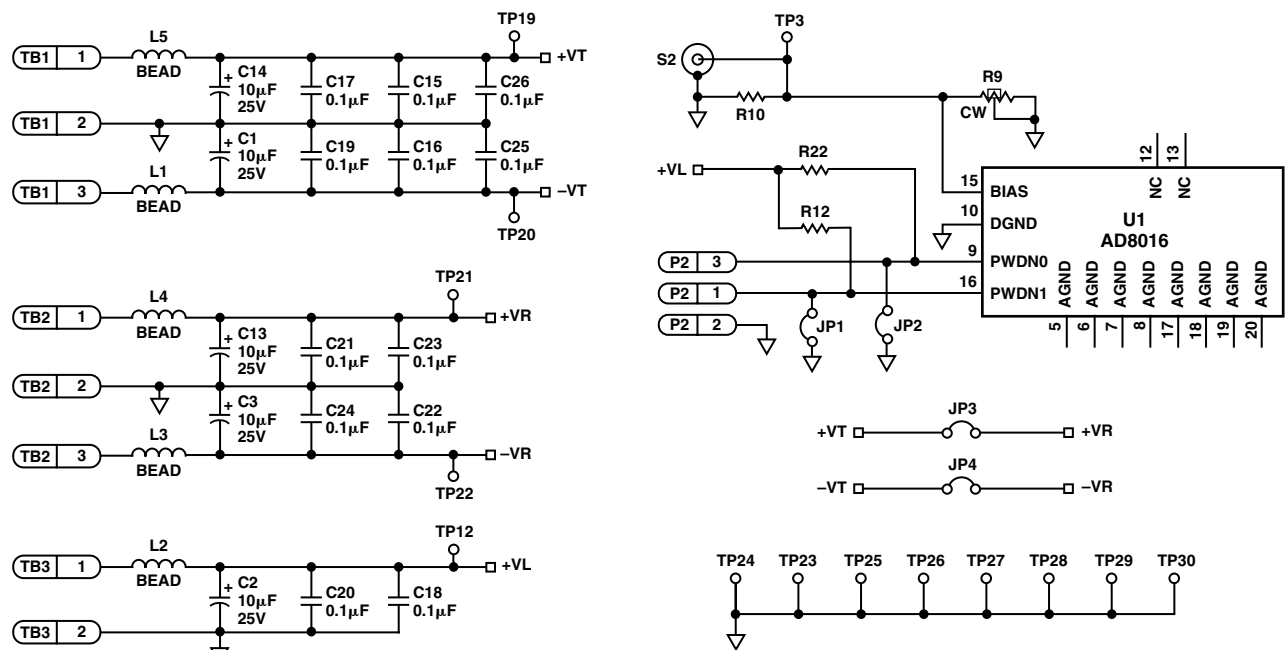 TP19
L5
TB1 1
BEAD
+VT
+ C14
10μF
25V
C17
0.1μF
C15
0.1μF
C26
0.1μF
TB1 2
+ C1
10μF
25V
C19
0.1μF
C16
0.1μF
C25
0.1μF
L1
TB1 3
BEAD
–VT
TP20
TP21
L4
TB2 1
BEAD
+VR
+ C13
10μF
25V
C21
0.1μF
C23
0.1μF
TB2 2
+ C3
10μF
25V
C24
0.1μF
C22
0.1μF
L3
TB2 3
BEAD
–VR
TP22
TP12
L2
TB3 1
BEAD
+VL
+ C2
10μF
25V
C20
0.1μF
C18
0.1μF
TB3 2
TP3
S2
R10
R9
CW
+VL
R22
R12
P2 3
P2 1
P2 2
JP1
JP2
12
13
NC
NC
15
BIAS
10
DGND
9
PWDN0
16
PWDN1
U1
AD8016
AGND
AGND
AGND
AGND
AGND
AGND
AGND
AGND
5
6
7
8
17
18
19
20
JP3
+VT
+VR
JP4
–VT
–VR
TP24 TP23 TP25 TP26 TP27 TP28 TP29 TP30